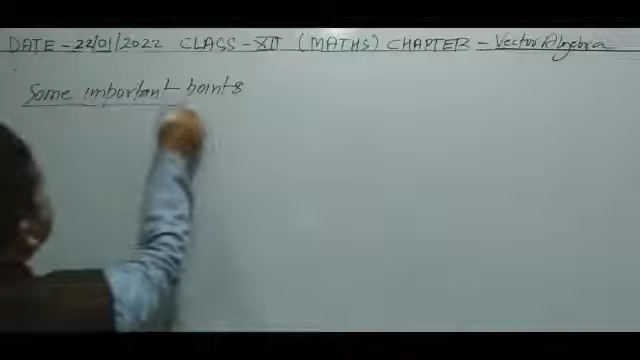 DATE - 22/01/2022 CLASS - XII (MATHS) CHAPTER - Vector Algebra
Some important points